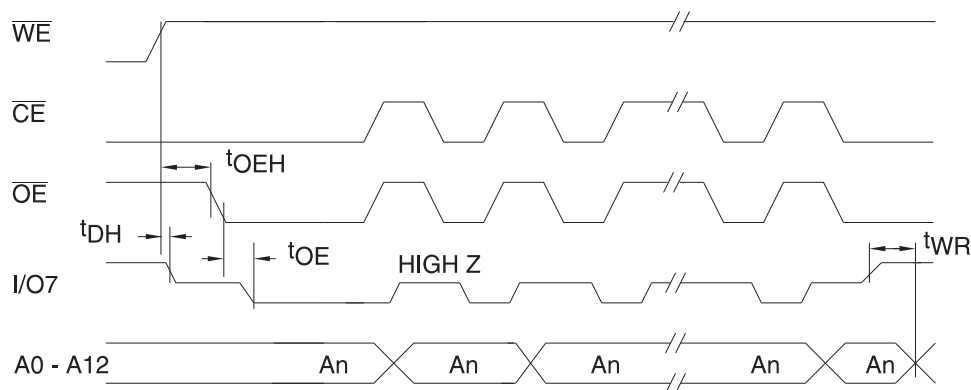 WE
CE
tOEH
OE
tDH
tOE
tWR
HIGH Z
I/O7
A0 - A12 An An An An An